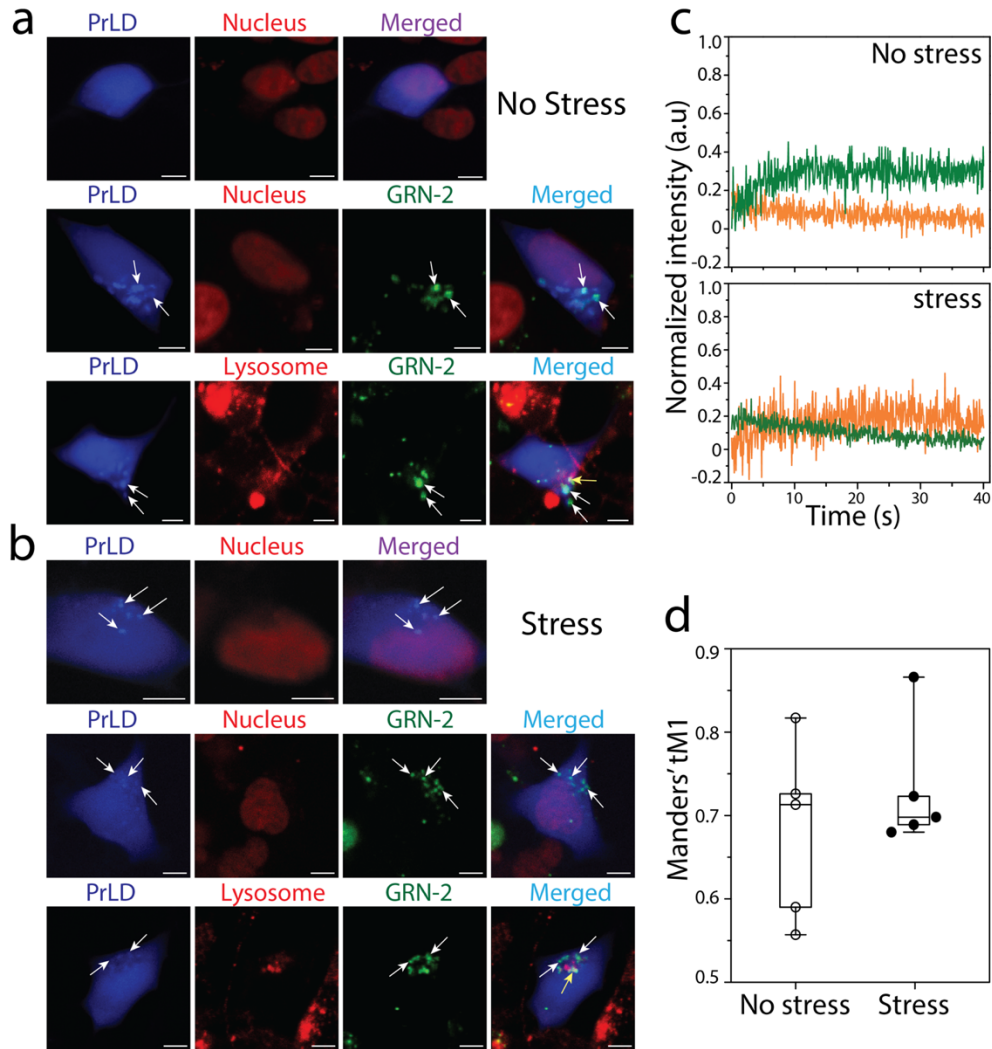 a
PrLD Nucleus Merged
No Stress
PrLD Nucleus GRN-2 Merged
PrLD Lysosome GRN-2 Merged
b
PrLD Nucleus Merged
Stress
PrLD Nucleus GRN-2 Merged
PrLD Lysosome GRN-2 Merged
c
Normalized intensity (a.u)
No stress
1.0
0.8
0.6
0.4
0.2
0
-0.2
stress
1.0
0.8
0.6
0.4
0.2
0
-0.2
0 10 20 30 40
Time (s)
d
Manders' tM1
0.9
0.8
0.7
0.6
0.5
No stress Stress